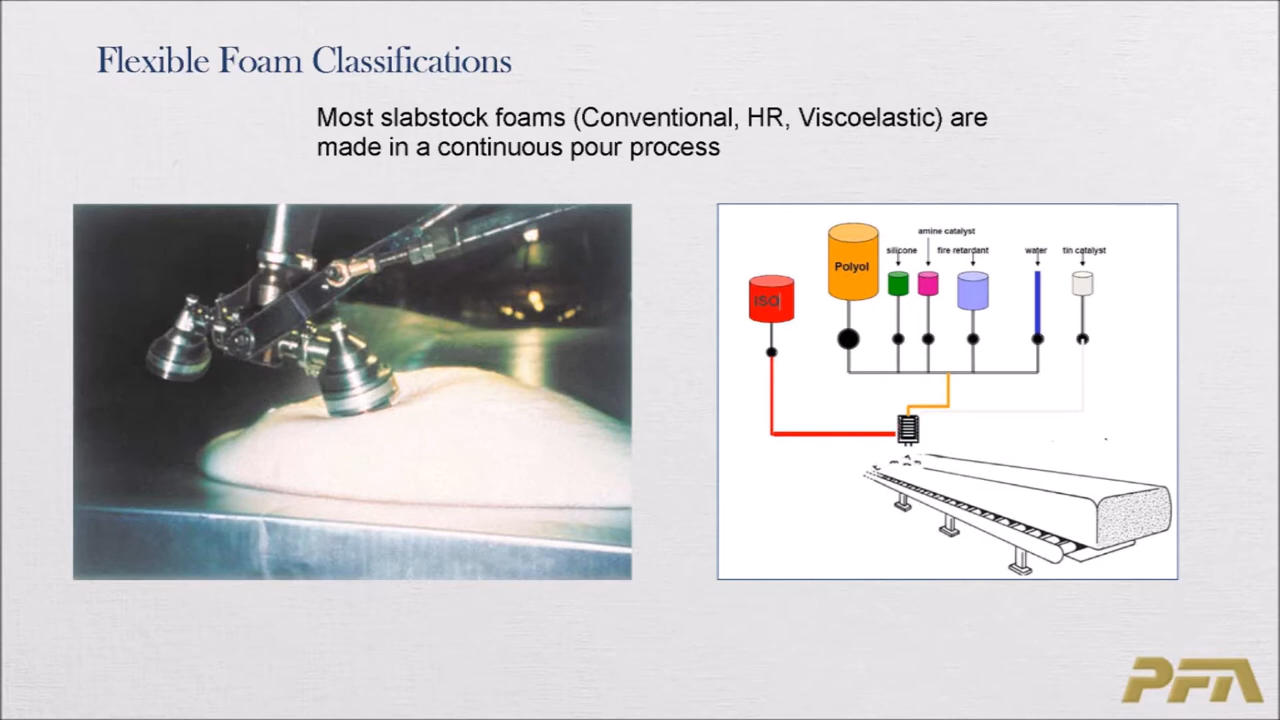 Flexible Foam Classifications
Most slabstock foams (Conventional, HR, Viscoelastic) are
made in a continuous pour process
amine catalyst
silicone fire retardant water tin catalyst
Polyol
ISO
PFA